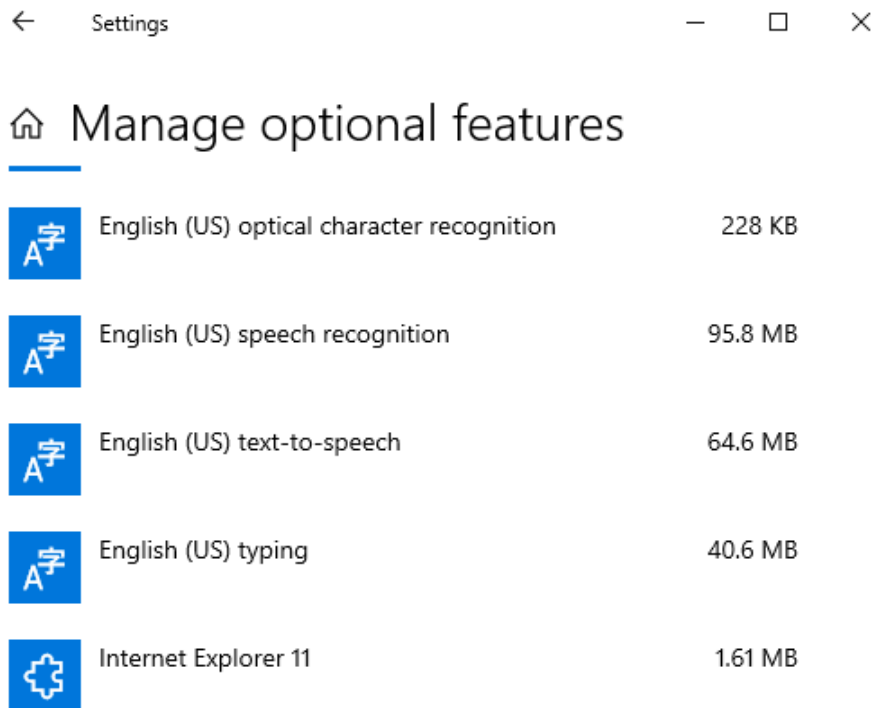 Settings
Manage optional features
English (US) optical character recognition 228 KB
English (US) speech recognition 95.8 MB
English (US) text-to-speech 64.6 MB
English (US) typing 40.6 MB
Internet Explorer 11 1.61 MB